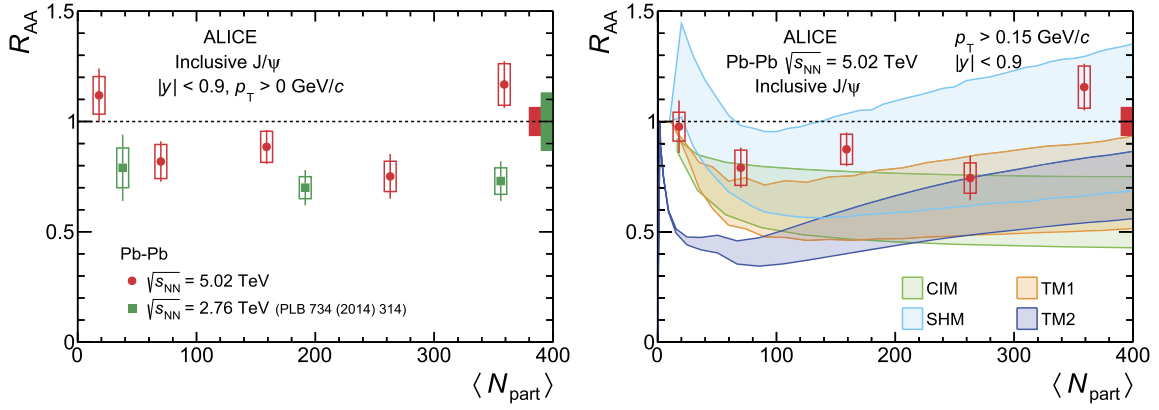 R_AA
1.5
1
0.5
0
ALICE
Inclusive J/ψ
|y| < 0.9, p_T > 0 GeV/c
Pb-Pb
√s_NN = 5.02 TeV
√s_NN = 2.76 TeV (PLB 734 (2014) 314)
0 100 200 300 400
⟨ N_part ⟩
R_AA
1.5
1
0.5
0
ALICE
Pb-Pb √s_NN = 5.02 TeV
Inclusive J/ψ
p_T > 0.15 GeV/c
|y| < 0.9
CIM TM1
SHM TM2
0 100 200 300 400
⟨ N_part ⟩